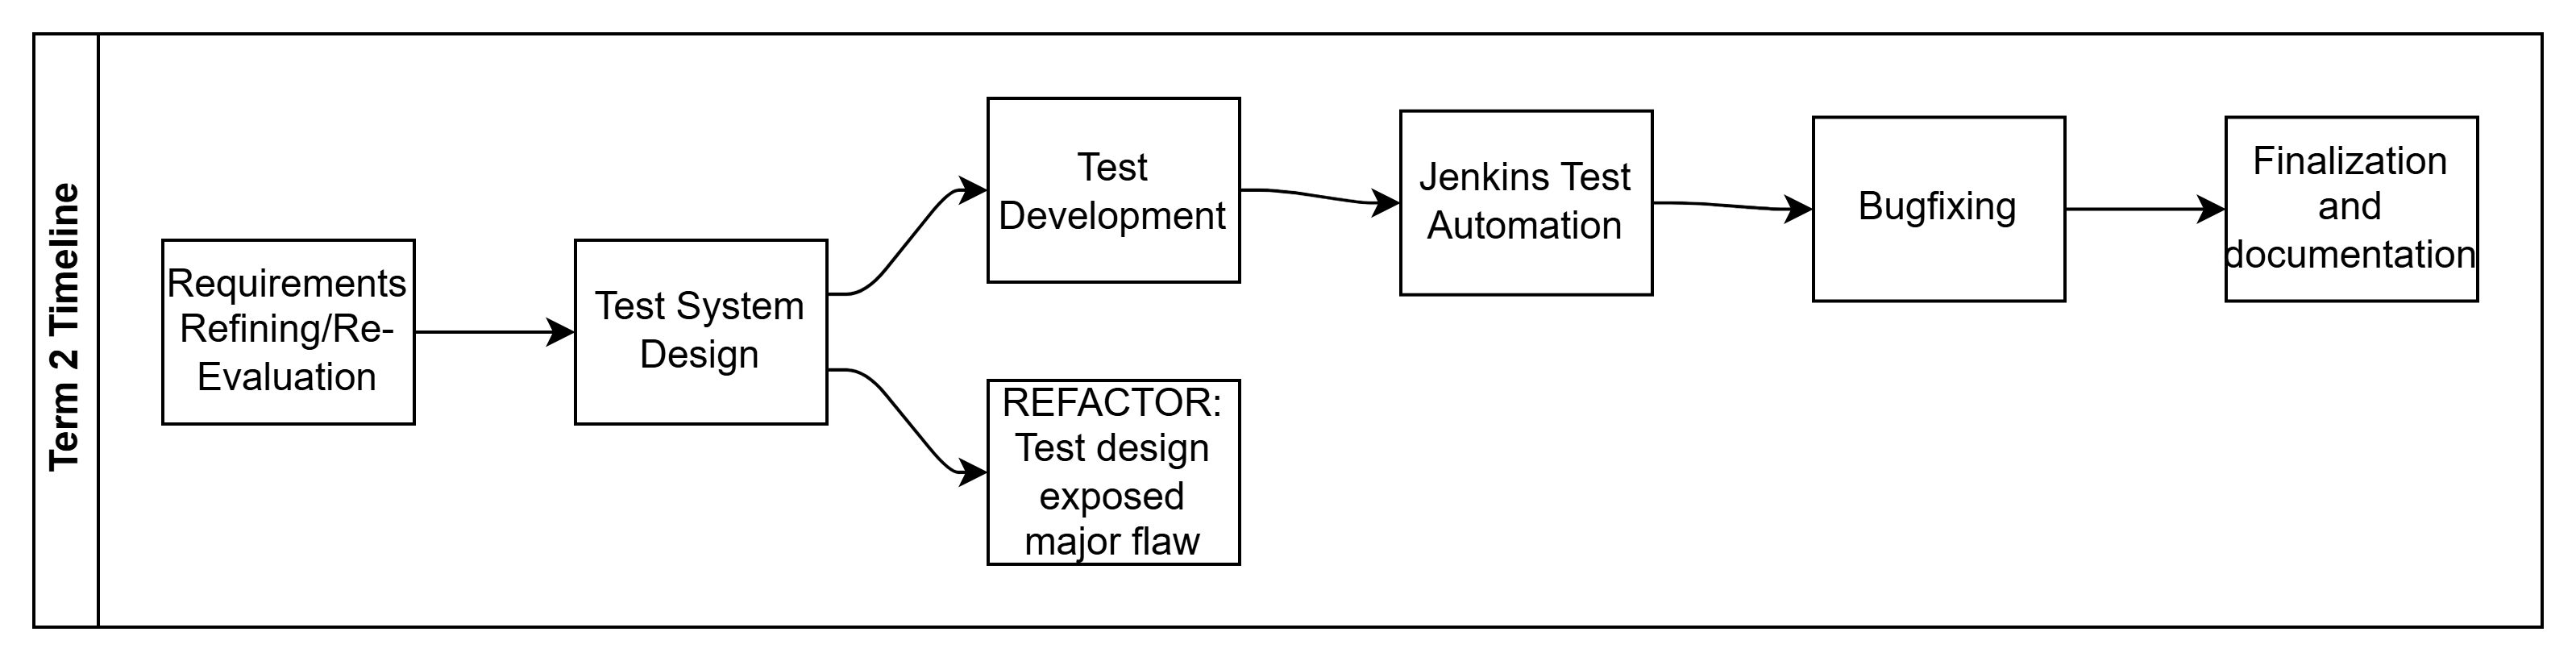 Term 2 Timeline
Requirements
Refining/Re-
Evaluation
Test System
Design
Test
Development
REFACTOR:
Test design
exposed
major flaw
Jenkins Test
Automation
Bugfixing
Finalization
and
documentation